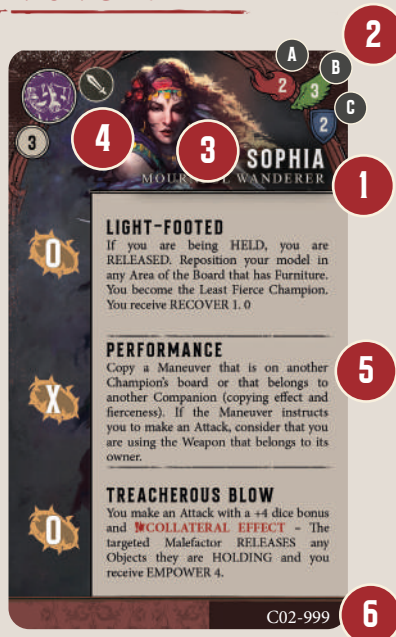 A
B
C
2
2
3
2
3
4
3
SOPHIA
WANDERER
1
0
LIGHT-FOOTED
If you are being HELD, you are
RELEASED. Reposition your model in
any Area of the Board that has Furniture.
You become the Least Fierce Champion.
You receive RECOVER 1. 0
X
PERFORMANCE
Copy a Maneuver that is on another
Champion's board or that belongs to
another Companion (copying effect and
fierceness). If the Maneuver instructs
you to make an Attack, consider that you
are using the Weapon that belongs to its
owner.
5
0
TREACHEROUS BLOW
You make an Attack with a +4 dice bonus
and COLLATERAL EFFECT – The
targeted Malefactor RELEASES any
Objects they are HOLDING and you
receive EMPOWER 4.
C02-999
6